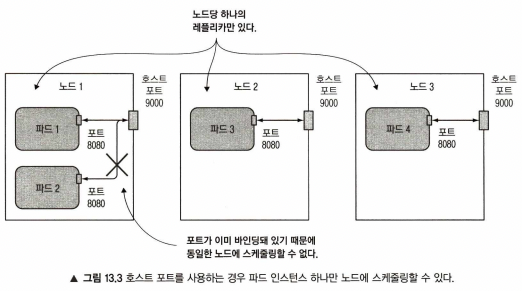 노드당 하나의
레플리카만 있다.
노드 1
호스트
포트
9000
파드 1
포트
8080
파드 2
포트
8080
노드 2
호스트
포트
9000
파드 3
포트
8080
노드 3
호스트
포트
9000
파드 4
포트
8080
포트가 이미 바인딩돼 있기 때문에
동일한 노드에 스케줄링할 수 없다.
▲ 그림 13.3 호스트 포트를 사용하는 경우 파드 인스턴스 하나만 노드에 스케줄링할 수 있다.